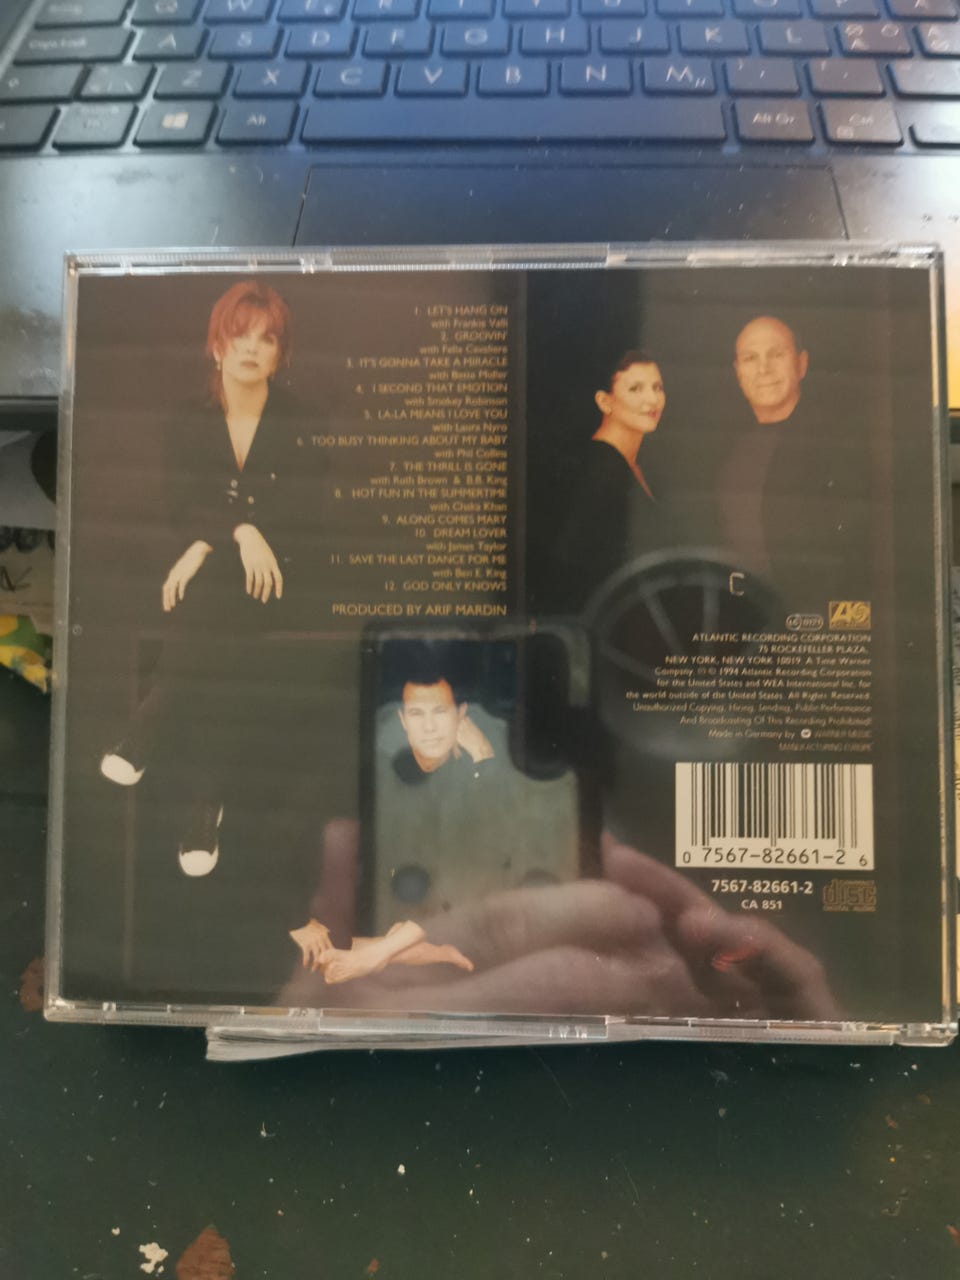 A S D F G H J K L
Z X C V B N M
Alt
Alt Gr
Ctrl
1. LET'S HANG ON
with Frankie Valli
2. GROOVIN'
with Felix Cavaliere
3. IT'S GONNA TAKE A MIRACLE
with Bette Midler
4. I SECOND THAT EMOTION
with Smokey Robinson
5. LA-LA MEANS I LOVE YOU
with Laura Nyro
6. TOO BUSY THINKING ABOUT MY BABY
with Phil Collins
7. THE THRILL IS GONE
with Ruth Brown & B.B. King
8. HOT FUN IN THE SUMMERTIME
with Chaka Khan
9. ALONG COMES MARY
10. DREAM LOVER
with James Taylor
11. SAVE THE LAST DANCE FOR ME
with Ben E. King
12. GOD ONLY KNOWS
PRODUCED BY ARIF MARDIN
ATLANTIC RECORDING CORPORATION
75 ROCKEFELLER PLAZA,
NEW YORK, NEW YORK 10019. A Time Warner
Company. ℗ © 1994 Atlantic Recording Corporation
for the United States and WEA International Inc. for
the world outside of the United States. All Rights Reserved.
Unauthorized Copying, Hiring, Lending, Public Performance
And Broadcasting Of This Recording Prohibited!
Made in Germany by WARNER MUSIC
MANUFACTURING EUROPE
0 7567-82661-2 6
7567-82661-2
CA 851
COMPACT
disc
DIGITAL AUDIO